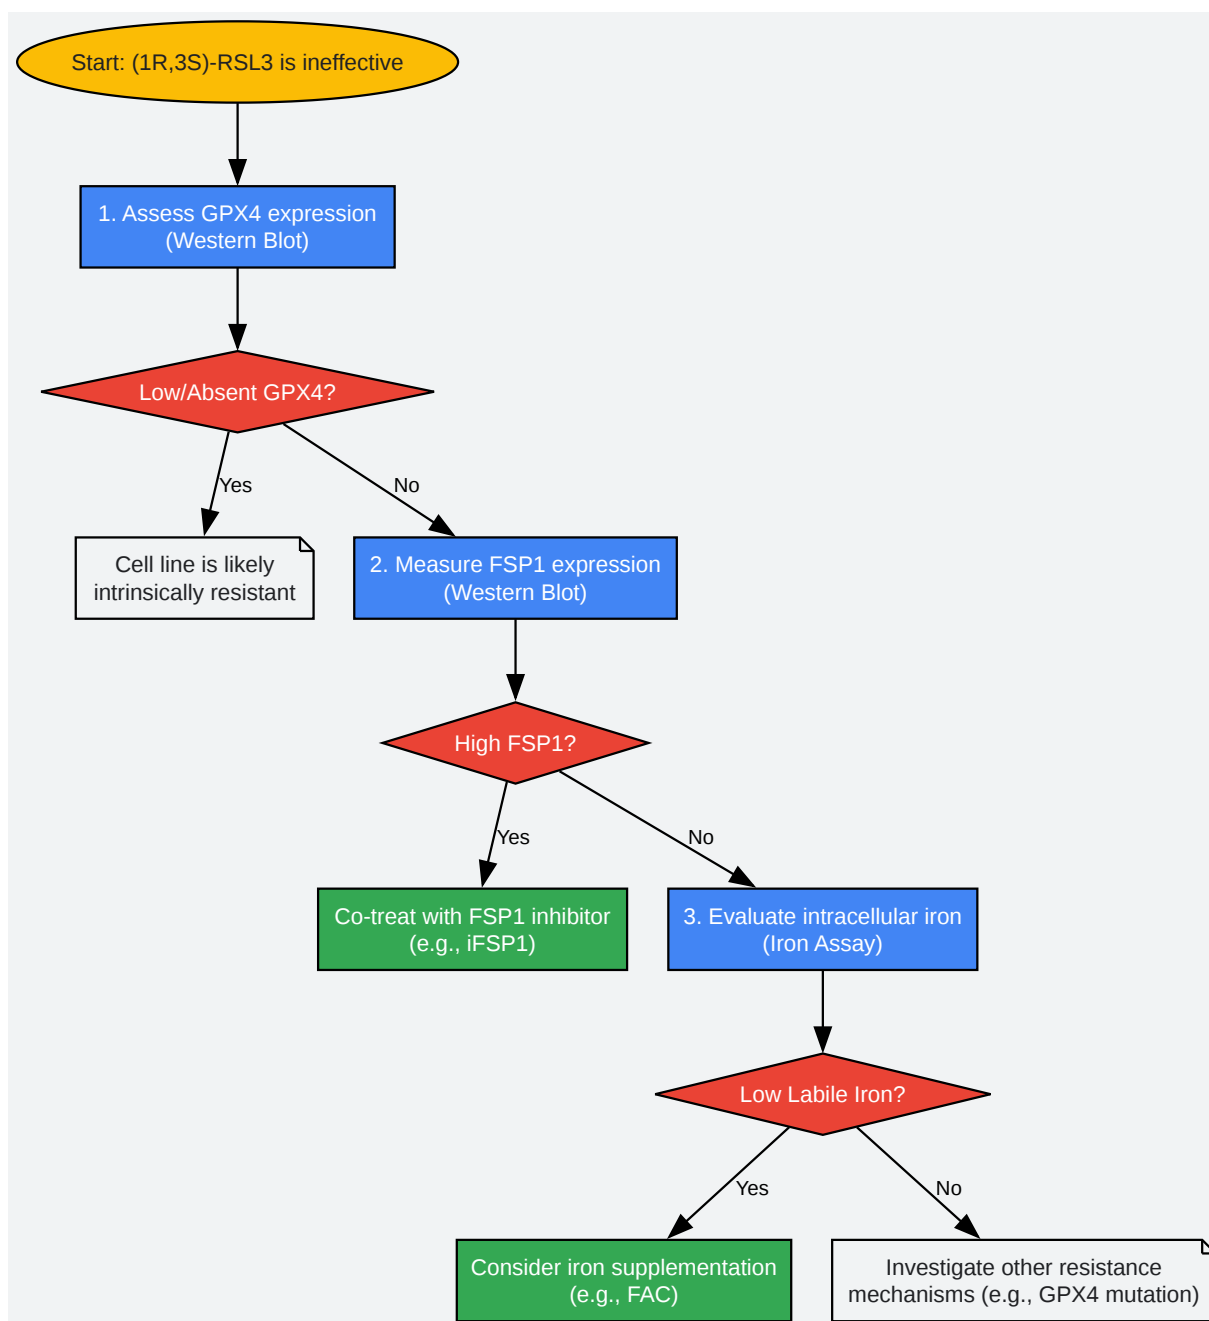 Start: (1R,3S)-RSL3 is ineffective
1. Assess GPX4 expression
(Western Blot)
Low/Absent GPX4?
Yes
No
Cell line is likely
intrinsically resistant
2. Measure FSP1 expression
(Western Blot)
High FSP1?
Yes
No
Co-treat with FSP1 inhibitor
(e.g., iFSP1)
3. Evaluate intracellular iron
(Iron Assay)
Low Labile Iron?
Yes
No
Consider iron supplementation
(e.g., FAC)
Investigate other resistance
mechanisms (e.g., GPX4 mutation)